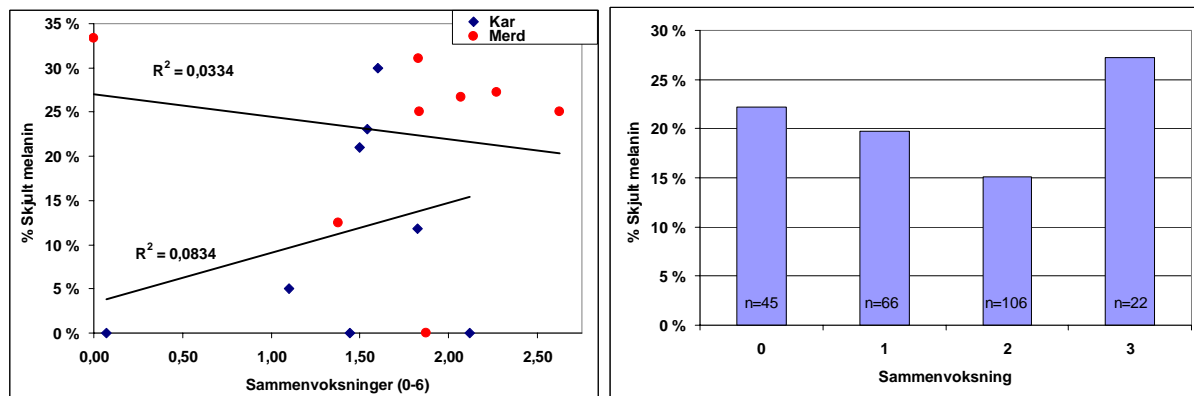 35 %
30 %
25 %
20 %
15 %
10 %
5 %
0 %
% Skjult melanin
Kar
Merd
R² = 0,0334
R² = 0,0834
0,00 0,50 1,00 1,50 2,00 2,50
Sammenvoksninger (0-6)
30 %
25 %
20 %
15 %
10 %
5 %
0 %
% Skjult melanin
n=45 n=66 n=106 n=22
0 1 2 3
Sammenvoksning